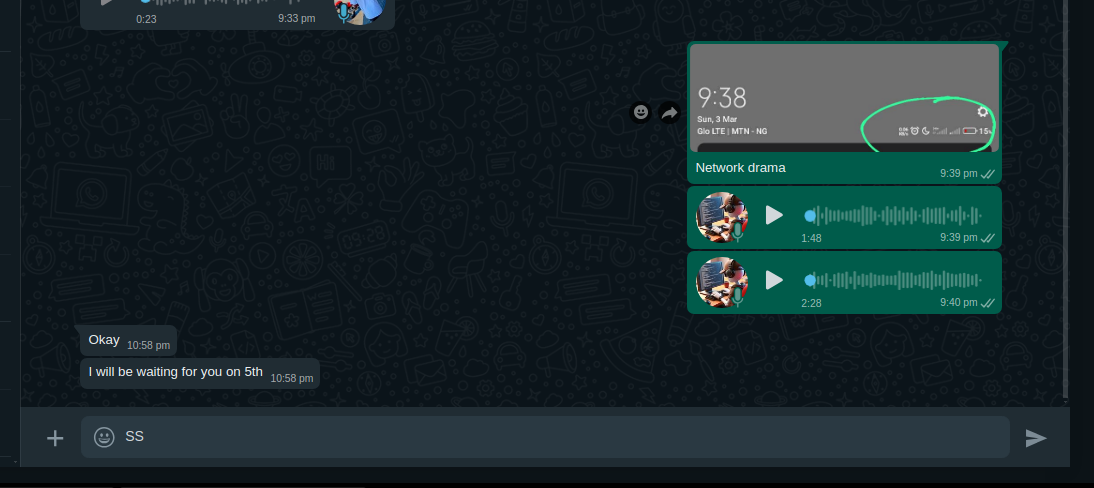 0:23
9:33 pm
9:38
Sun, 3 Mar
Glo LTE | MTN - NG
15%
Network drama
9:39 pm
1:48
9:39 pm
2:28
9:40 pm
Okay
10:58 pm
I will be waiting for you on 5th
10:58 pm
SS